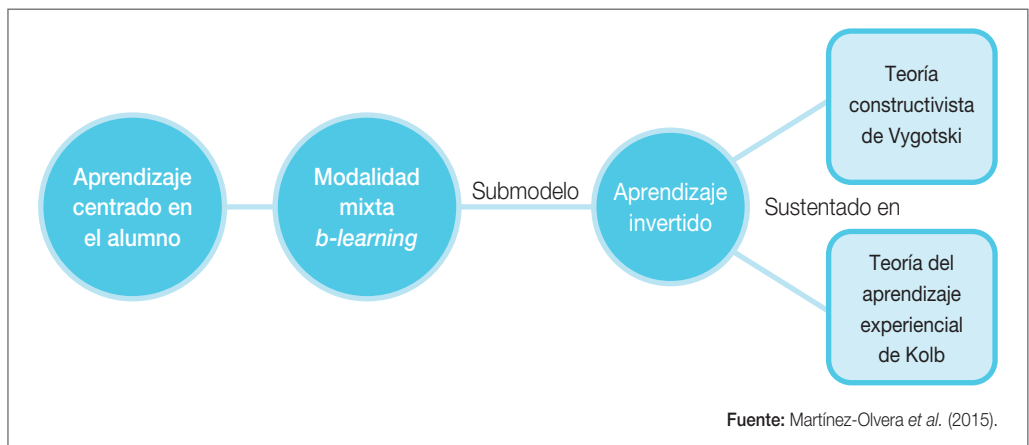 Aprendizaje
centrado en
el alumno
Modalidad
mixta
b-learning
Submodelo
Aprendizaje
invertido
Sustentado en
Teoría
constructivista
de Vygotski
Teoría del
aprendizaje
experiencial
de Kolb
Fuente: Martínez-Olvera et al. (2015).